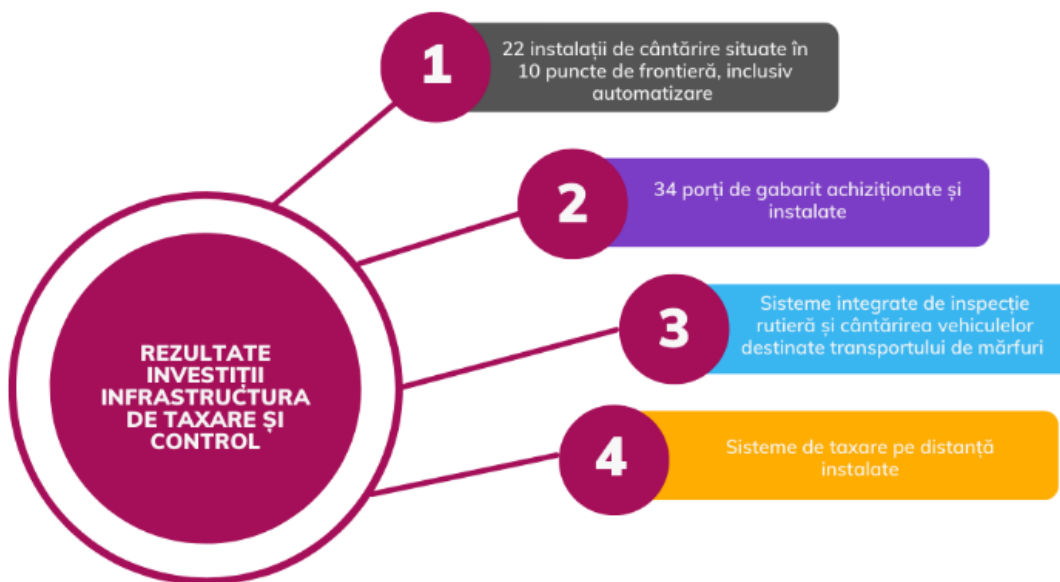 1
22 instalații de cântărire situate în
10 puncte de frontieră, inclusiv
automatizare
2
34 porți de gabarit achiziționate și
instalate
3
Sisteme integrate de inspecție
rutieră și cântărirea vehiculelor
destinate transportului de mărfuri
4
Sisteme de taxare pe distanță
instalate
REZULTATE
INVESTIȚII
INFRASTRUCTURA
DE TAXARE ȘI
CONTROL